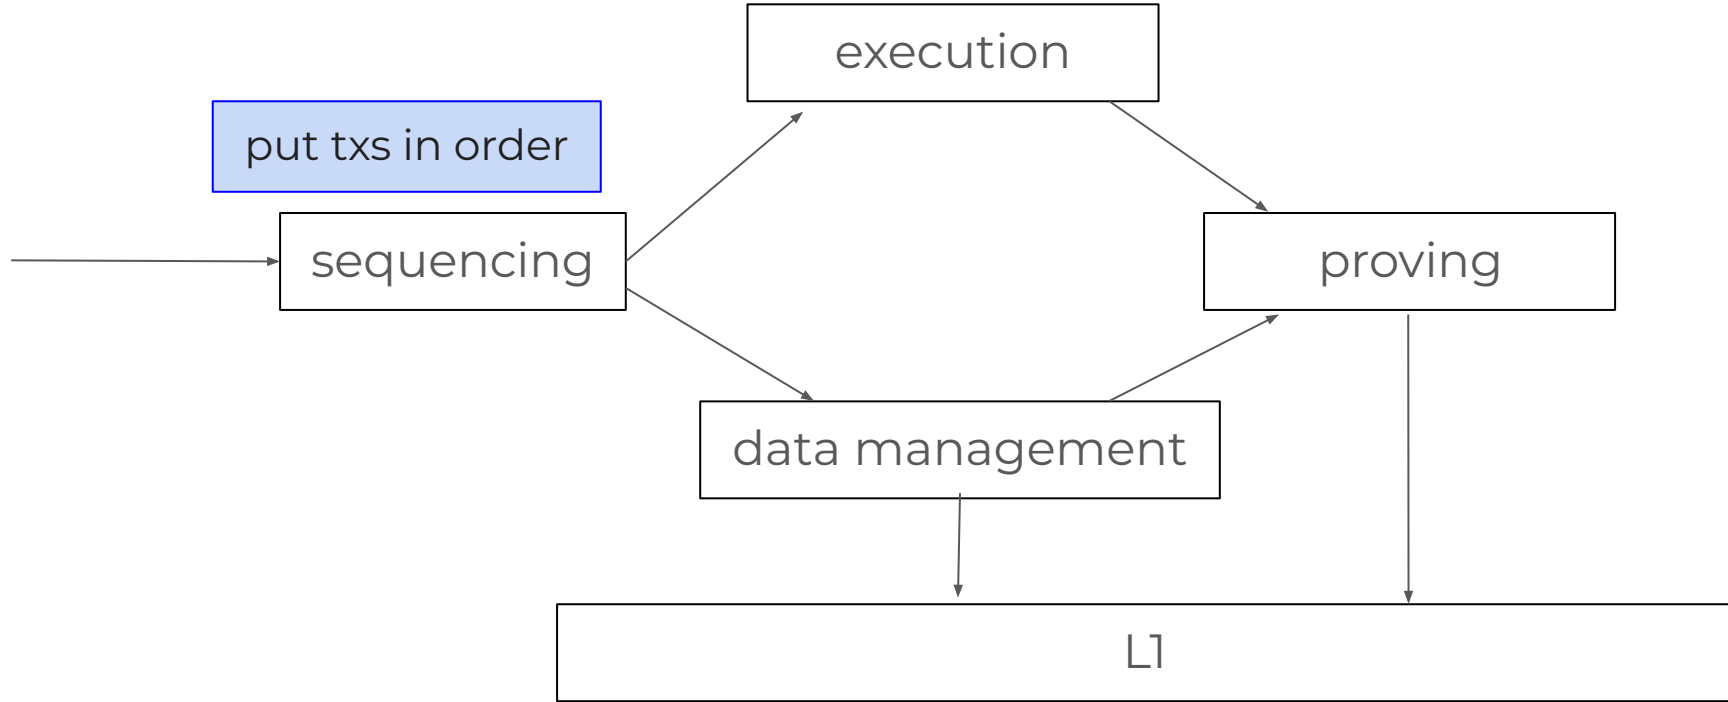 execution
put txs in order
sequencing
proving
data management
L1